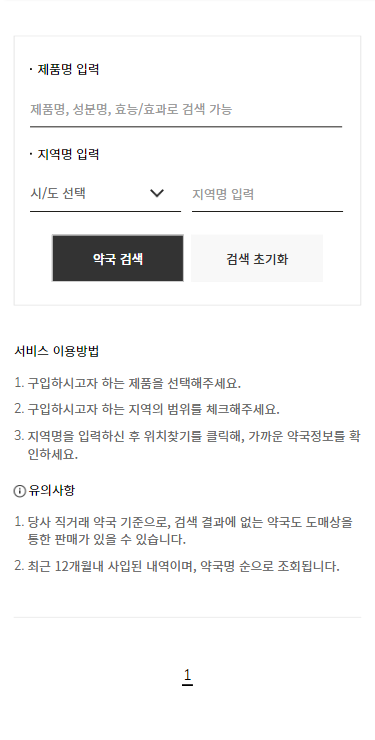 · 제품명 입력
제품명, 성분명, 효능/효과로 검색 가능
· 지역명 입력
시/도 선택 지역명 입력
약국 검색 검색 초기화
서비스 이용방법
1. 구입하시고자 하는 제품을 선택해주세요.
2. 구입하시고자 하는 지역의 범위를 체크해주세요.
3. 지역명을 입력하신 후 위치찾기를 클릭해, 가까운 약국정보를 확
인하세요.
유의사항
1. 당사 직거래 약국 기준으로, 검색 결과에 없는 약국도 도매상을
통한 판매가 있을 수 있습니다.
2. 최근 12개월내 사입된 내역이며, 약국명 순으로 조회됩니다.
1